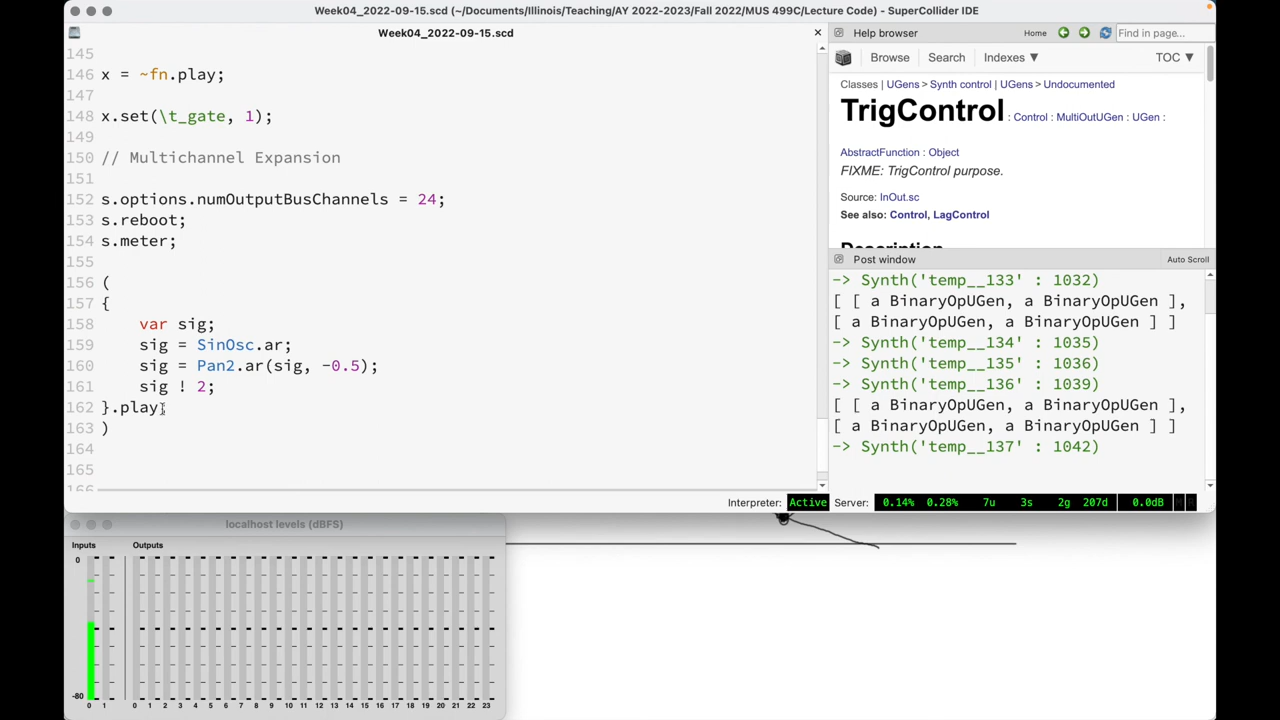 Week04_2022-09-15.scd (~/Documents/Illinois/Teaching/AY 2022-2023/Fall 2022/MUS 499C/Lecture Code) - SuperCollider IDE
Week04_2022-09-15.scd
145
146 x = ~fn.play;
147
148 x.set(\t_gate, 1);
149
150 // Multichannel Expansion
151
152 s.options.numOutputBusChannels = 24;
153 s.reboot;
154 s.meter;
155
156 (
157 {
158 var sig;
159 sig = SinOsc.ar;
160 sig = Pan2.ar(sig, -0.5);
161 sig ! 2;
162 }.play;
163 )
164
165
166
Help browser Home Find in page...
Browse Search Indexes ▼ TOC ▼
Classes | UGens > Synth control | UGens > Undocumented
TrigControl : Control : MultiOutUGen : UGen :
AbstractFunction : Object
FIXME: TrigControl purpose.
Source: InOut.sc
See also: Control, LagControl
Description
Post window Auto Scroll
-> Synth('temp__133' : 1032)
[ [ a BinaryOpUGen, a BinaryOpUGen ],
[ a BinaryOpUGen, a BinaryOpUGen ] ]
-> Synth('temp__134' : 1035)
-> Synth('temp__135' : 1036)
-> Synth('temp__136' : 1039)
[ [ a BinaryOpUGen, a BinaryOpUGen ],
[ a BinaryOpUGen, a BinaryOpUGen ] ]
-> Synth('temp__137' : 1042)
Interpreter: Active Server: 0.14% 0.28% 7u 3s 2g 207d 0.0dB M R
localhost levels (dBFS)
Inputs Outputs
0
-80
0 1 0 1 2 3 4 5 6 7 8 9 10 11 12 13 14 15 16 17 18 19 20 21 22 23